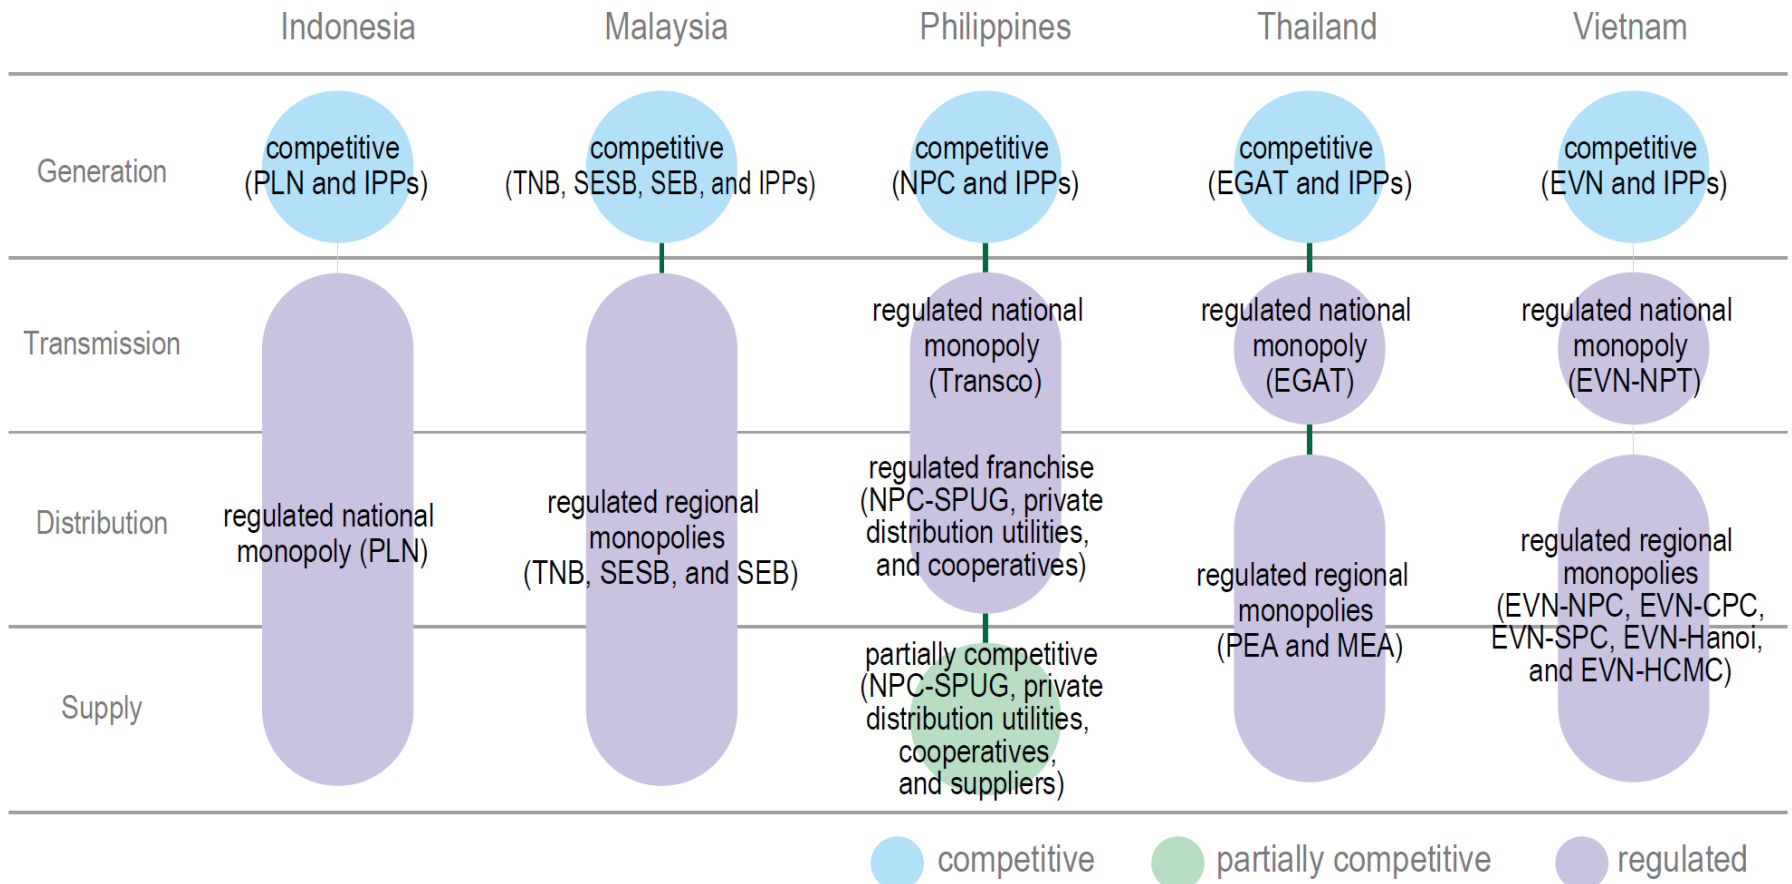 Indonesia
Malaysia
Philippines
Thailand
Vietnam
Generation
competitive
(PLN and IPPs)
competitive
(TNB, SESB, SEB, and IPPs)
competitive
(NPC and IPPs)
competitive
(EGAT and IPPs)
competitive
(EVN and IPPs)
Transmission
regulated national
monopoly
(Transco)
regulated national
monopoly
(EGAT)
regulated national
monopoly
(EVN-NPT)
Distribution
regulated national
monopoly (PLN)
regulated regional
monopolies
(TNB, SESB, and SEB)
regulated franchise
(NPC-SPUG, private
distribution utilities,
and cooperatives)
regulated regional
monopolies
(PEA and MEA)
regulated regional
monopolies
(EVN-NPC, EVN-CPC,
EVN-SPC, EVN-Hanoi,
and EVN-HCMC)
Supply
partially competitive
(NPC-SPUG, private
distribution utilities,
cooperatives,
and suppliers)
competitive
partially competitive
regulated